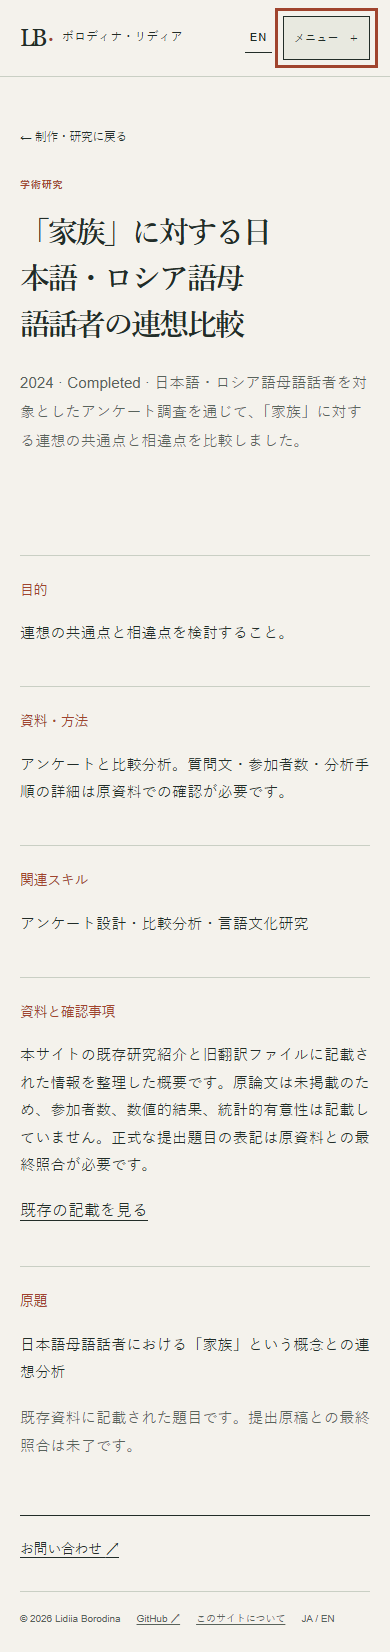 LB· ボロディナ・リディア EN メニュー +
← 制作・研究に戻る
学術研究
「家族」に対する日
本語・ロシア語母
語話者の連想比較
2024 · Completed · 日本語・ロシア語母語話者を対
象としたアンケート調査を通じて、「家族」に対す
る連想の共通点と相違点を比較しました。
目的
連想の共通点と相違点を検討すること。
資料・方法
アンケートと比較分析。質問文・参加者数・分析手
順の詳細は原資料での確認が必要です。
関連スキル
アンケート設計・比較分析・言語文化研究
資料と確認事項
本サイトの既存研究紹介と旧翻訳ファイルに記載さ
れた情報を整理した概要です。原論文は未掲載のた
め、参加者数、数値的結果、統計的有意性は記載し
ていません。正式な提出題目の表記は原資料との最
終照合が必要です。
既存の記載を見る
原題
日本語母語話者における「家族」という概念との連
想分析
既存資料に記載された題目です。提出原稿との最終
照合は未了です。
お問い合わせ ↗
© 2026 Lidiia Borodina GitHub ↗ このサイトについて JA / EN